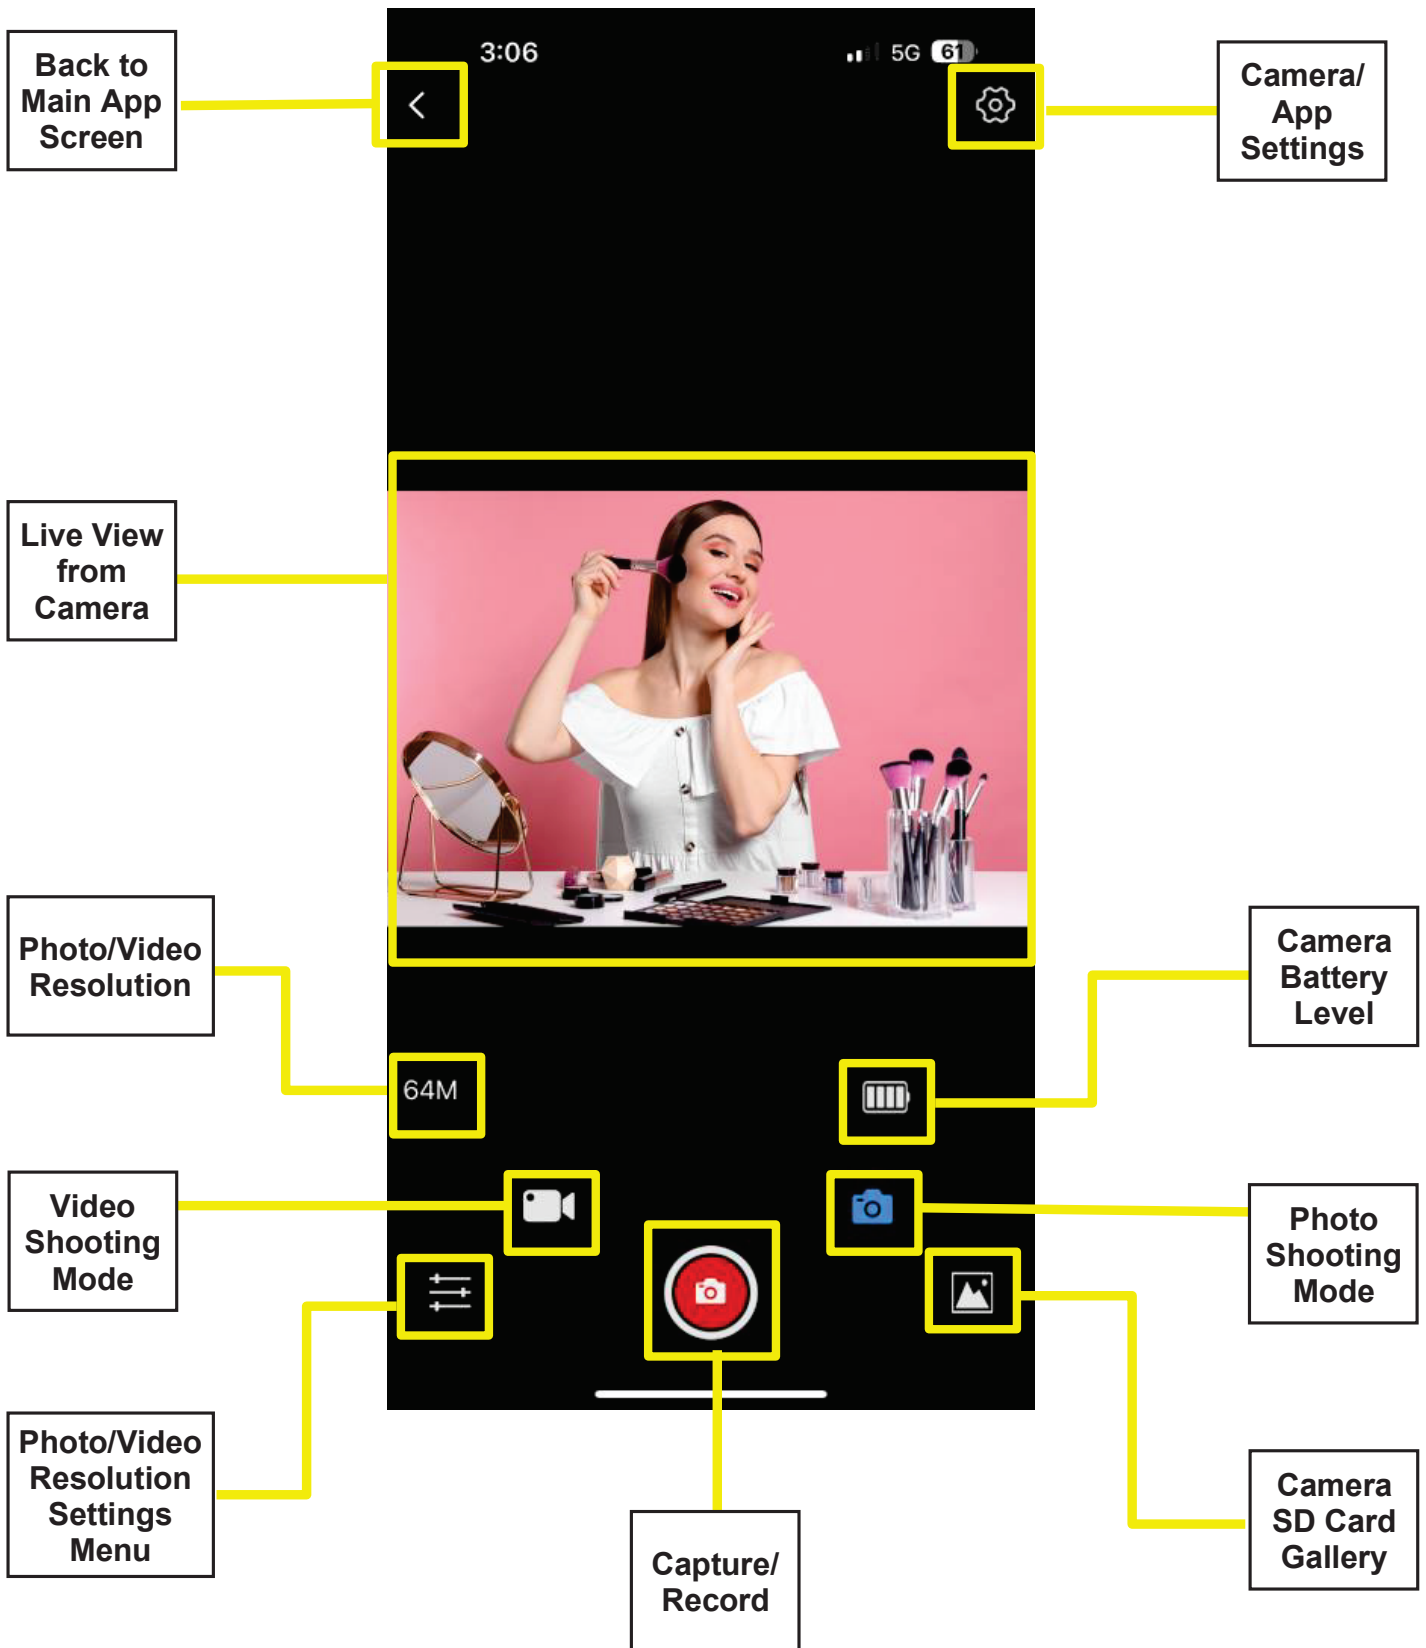 3:06
5G 61
Back to
Main App
Screen
Camera/
App
Settings
Live View
from
Camera
Photo/Video
Resolution
Camera
Battery
Level
64M
Video
Shooting
Mode
Photo
Shooting
Mode
Photo/Video
Resolution
Settings
Menu
Camera
SD Card
Gallery
Capture/
Record